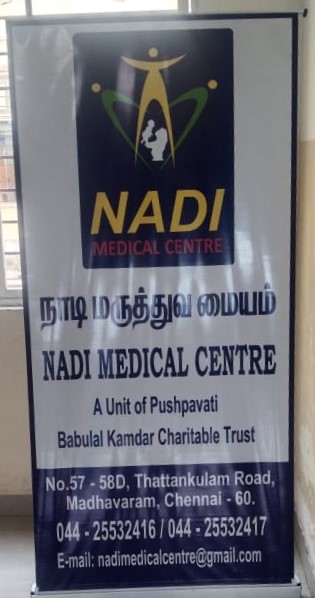 NADI
MEDICAL CENTRE
நாடி மருத்துவ மையம்
NADI MEDICAL CENTRE
A Unit of Pushpavati
Babulal Kamdar Charitable Trust
No.57 - 58D, Thattankulam Road,
Madhavaram, Chennai - 60.
044 - 25532416 / 044 - 25532417
E-mail: nadimedicalcentre@gmail.com